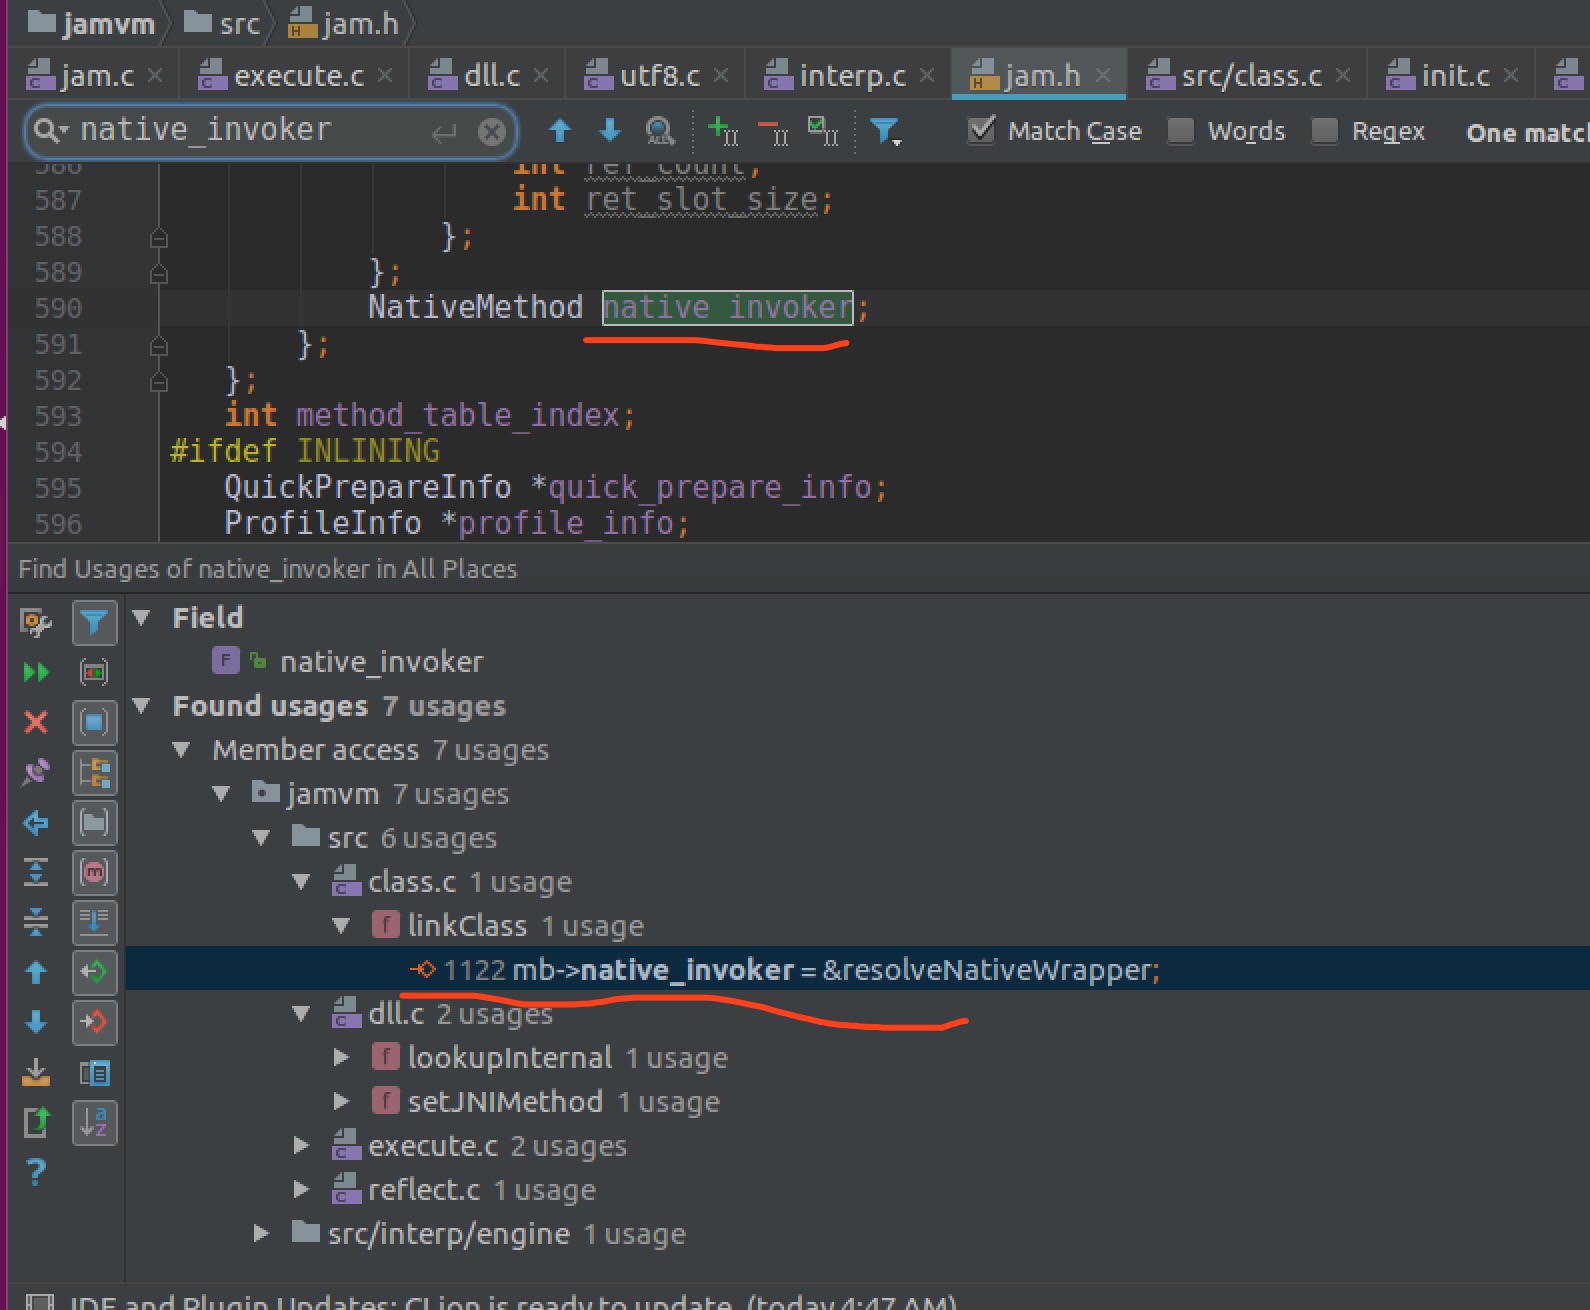 jamvm src jam.h
jam.c execute.c dll.c utf8.c interp.c jam.h src/class.c init.c
native_invoker Match Case Words Regex One matc
586 int ref_count;
587 int ret_slot_size;
588 };
589 };
590 NativeMethod native_invoker;
591 };
592 };
593 int method_table_index;
594 #ifdef INLINING
595 QuickPrepareInfo *quick_prepare_info;
596 ProfileInfo *profile_info;
Find Usages of native_invoker in All Places
Field
F native_invoker
Found usages 7 usages
Member access 7 usages
jamvm 7 usages
src 6 usages
class.c 1 usage
f linkClass 1 usage
1122 mb->native_invoker = &resolveNativeWrapper;
dll.c 2 usages
f lookupInternal 1 usage
f setJNIMethod 1 usage
execute.c 2 usages
reflect.c 1 usage
src/interp/engine 1 usage
IDE and Plugin Updates: CLion is ready to update. (today 4:47 AM)